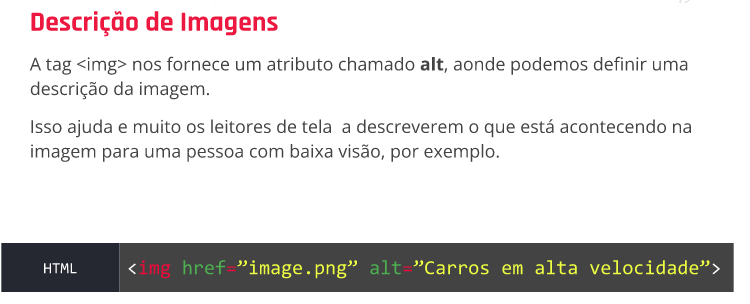 Descrição de Imagens
A tag <img> nos fornece um atributo chamado alt, aonde podemos definir uma
descrição da imagem.
Isso ajuda e muito os leitores de tela  a descreverem o que está acontecendo na
imagem para uma pessoa com baixa visão, por exemplo.
HTML <img href=”image.png” alt=”Carros em alta velocidade”>